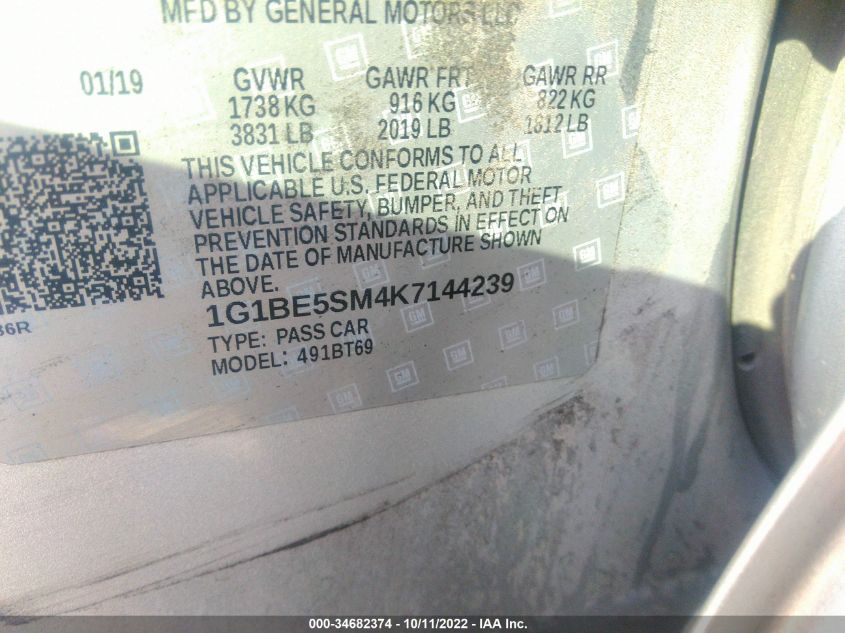 MFD BY GENERAL MOTORS LLC
01/19 GVWR GAWR FRT GAWR RR
1738 KG 916 KG 822 KG
3831 LB 2019 LB 1812 LB
THIS VEHICLE CONFORMS TO ALL
APPLICABLE U.S. FEDERAL MOTOR
VEHICLE SAFETY, BUMPER, AND THEFT
PREVENTION STANDARDS IN EFFECT ON
THE DATE OF MANUFACTURE SHOWN
ABOVE.
1G1BE5SM4K7144239
TYPE: PASS CAR
MODEL: 491BT69
000-34682374 - 10/11/2022 - IAA Inc.